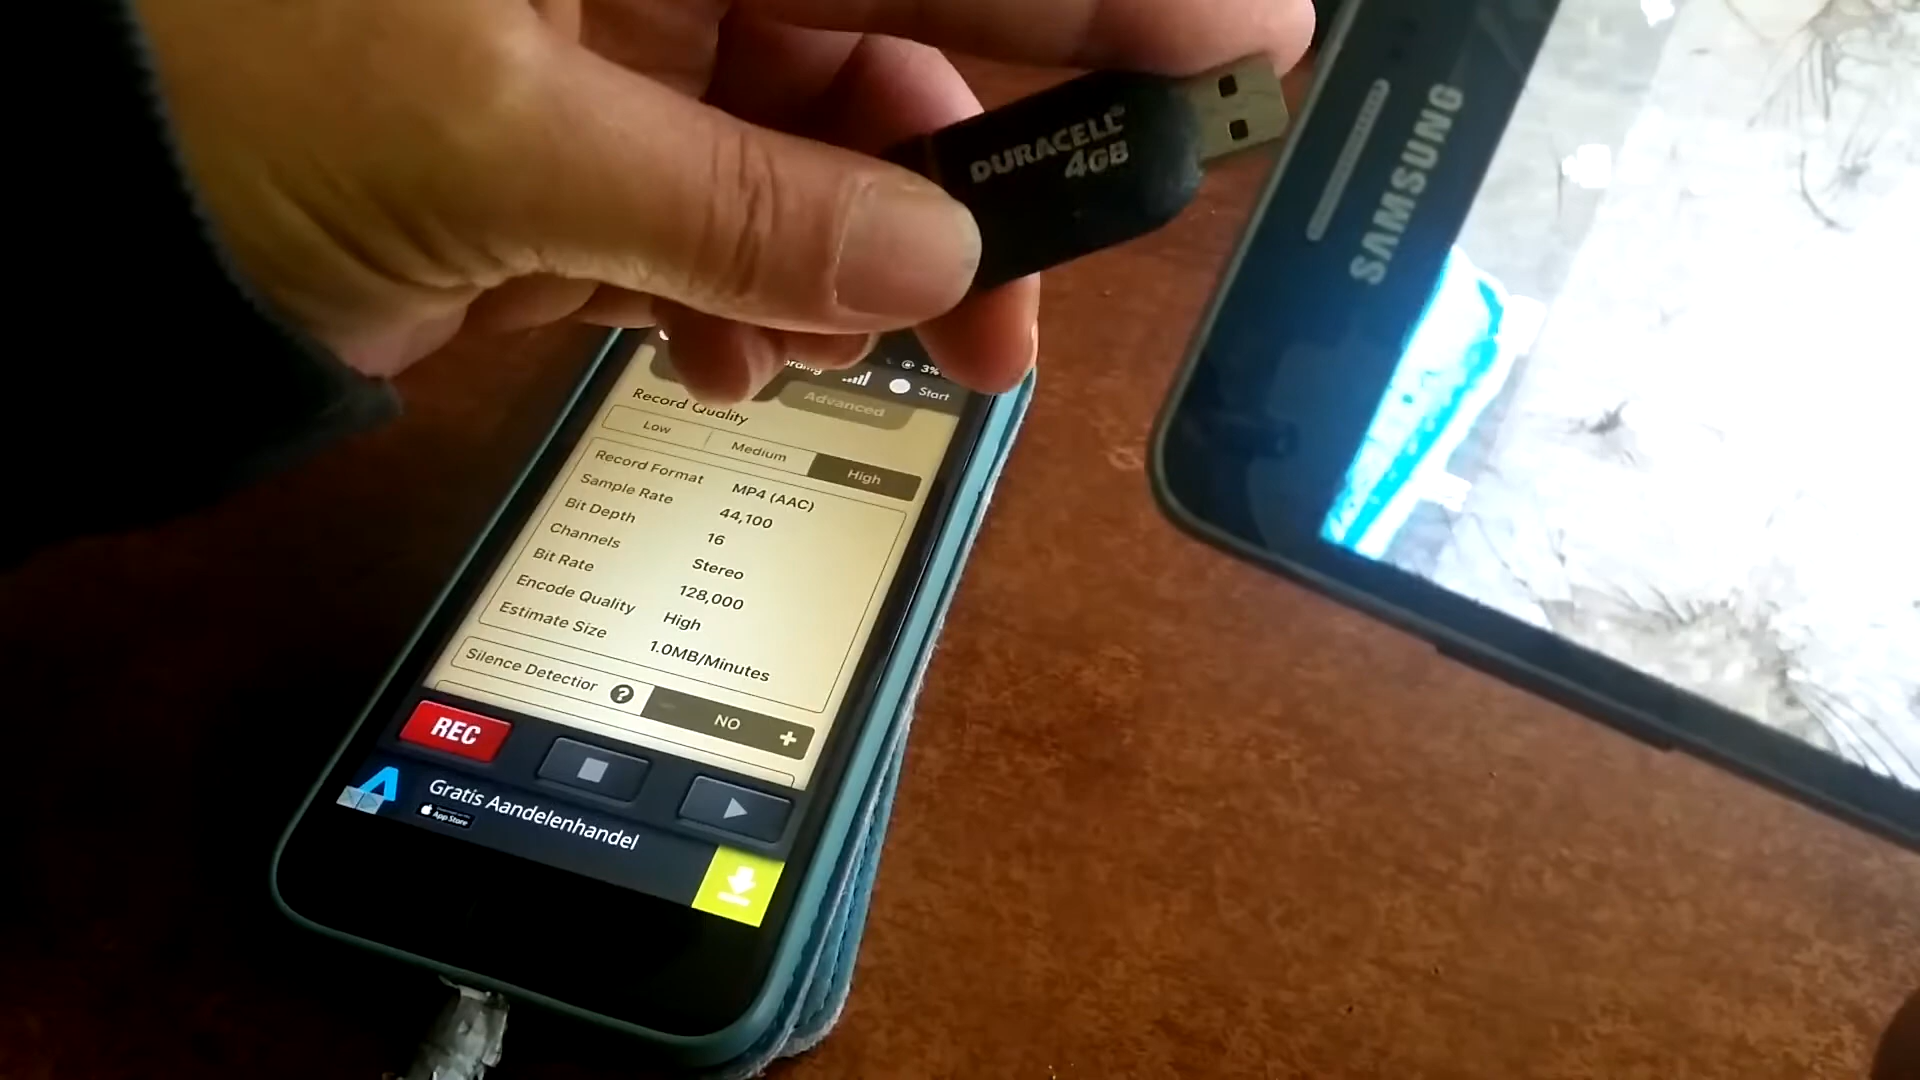 DURACELL®
4GB
SAMSUNG
3%
Start
Advanced
Record Quality
Low Medium High
Record Format MP4 (AAC)
Sample Rate 44,100
Bit Depth 16
Channels Stereo
Bit Rate 128,000
Encode Quality High
Estimate Size 1.0MB/Minutes
Silence Detection ? NO +
REC
Gratis Aandelenhandel
App Store